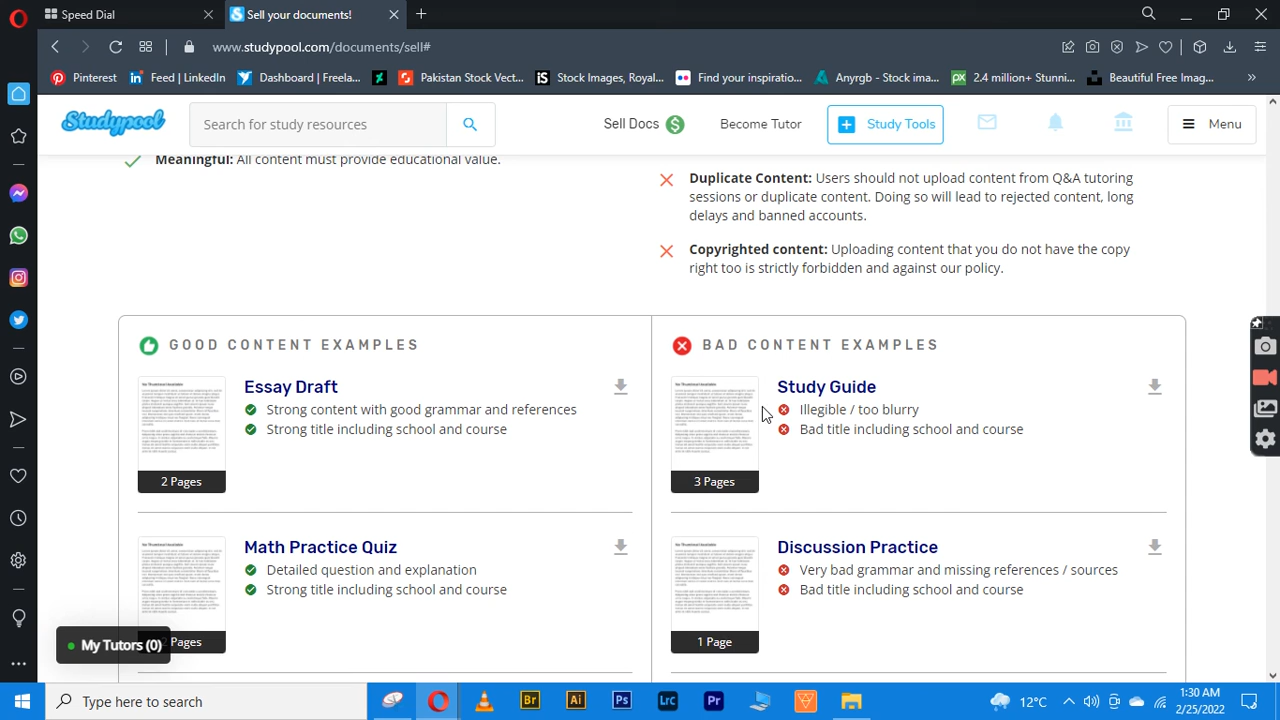 Speed Dial
Sell your documents!
www.studypool.com/documents/sell#
Pinterest
Feed | LinkedIn
Dashboard | Freela...
Pakistan Stock Vect...
iS
Stock Images, Royal...
Find your inspiratio...
Anyrgb - Stock ima...
px
2.4 million+ Stunni...
Beautiful Free Imag...
»
Studypool
Search for study resources
Sell Docs $
Become Tutor
Study Tools
Menu
Meaningful: All content must provide educational value.
Duplicate Content: Users should not upload content from Q&A tutoring
sessions or duplicate content. Doing so will lead to rejected content, long
delays and banned accounts.
Copyrighted content: Uploading content that you do not have the copy
right too is strictly forbidden and against our policy.
GOOD CONTENT EXAMPLES
Essay Draft
Strong content with good grammar and references
Strong title including school and course
2 Pages
Math Practice Quiz
Detailed question and explanation
Strong title including school and course
Pages
BAD CONTENT EXAMPLES
Study Guide
Illegible / too blurry
Bad title including school and course
3 Pages
Discussion Practice
Very bad grammar and missing references / sources
Bad title including school and course
1 Page
My Tutors (0)
Type here to search
Br
Ai
Ps
Lrc
Pr
12°C
1:30 AM
2/25/2022